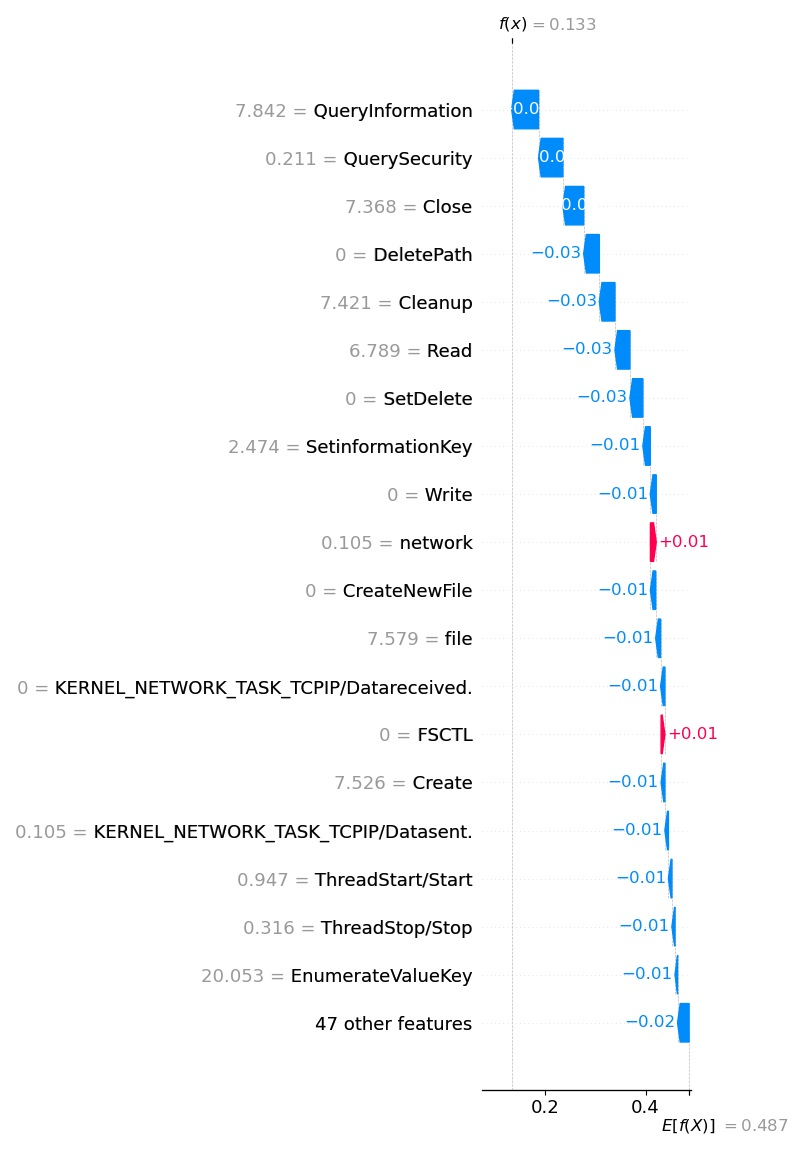 f(x) = 0.133
7.842 = QueryInformation
0.211 = QuerySecurity
7.368 = Close
0 = DeletePath −0.03
7.421 = Cleanup −0.03
6.789 = Read −0.03
0 = SetDelete −0.03
2.474 = SetinformationKey −0.01
0 = Write −0.01
0.105 = network +0.01
0 = CreateNewFile −0.01
7.579 = file −0.01
0 = KERNEL_NETWORK_TASK_TCPIP/Datareceived. −0.01
0 = FSCTL +0.01
7.526 = Create −0.01
0.105 = KERNEL_NETWORK_TASK_TCPIP/Datasent. −0.01
0.947 = ThreadStart/Start −0.01
0.316 = ThreadStop/Stop −0.01
20.053 = EnumerateValueKey −0.01
47 other features −0.02
0.2 0.4
E[f(X)] = 0.487